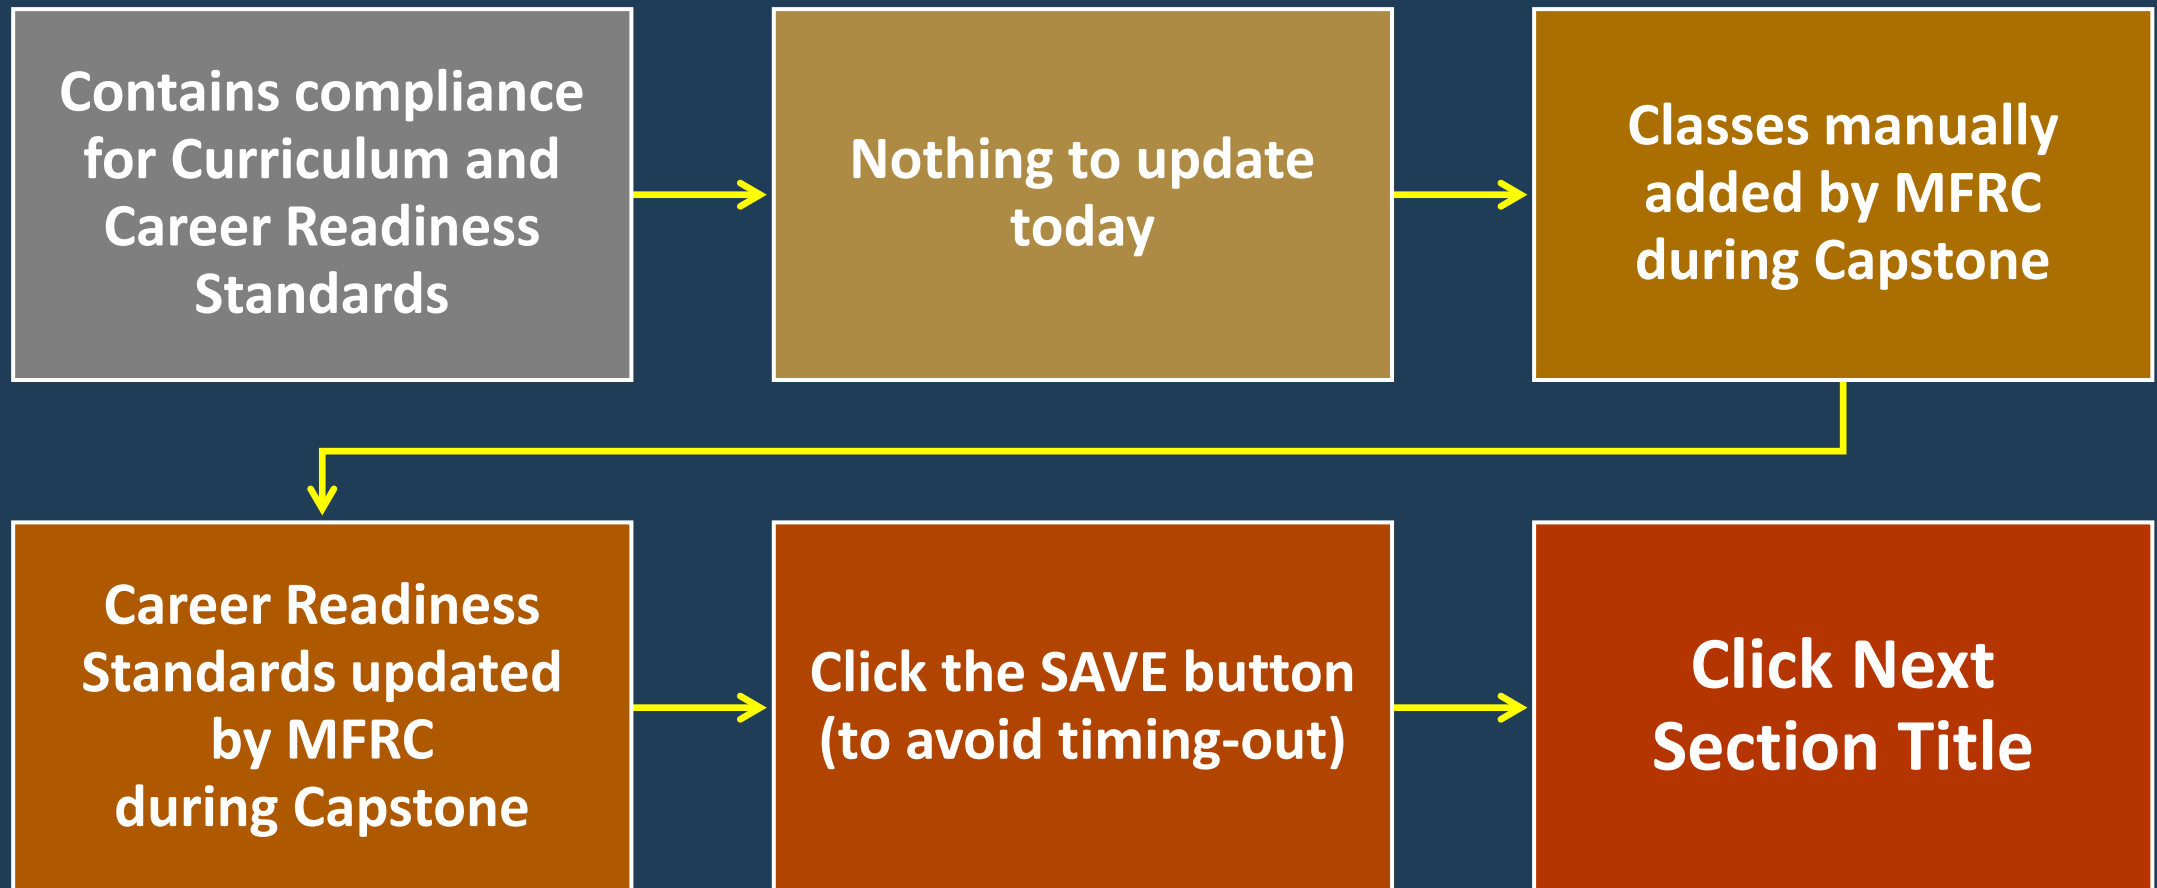 Contains compliance
for Curriculum and
Career Readiness
Standards
Nothing to update
today
Classes manually
added by MFRC
during Capstone
Career Readiness
Standards updated
by MFRC
during Capstone
Click the SAVE button
(to avoid timing-out)
Click Next
Section Title